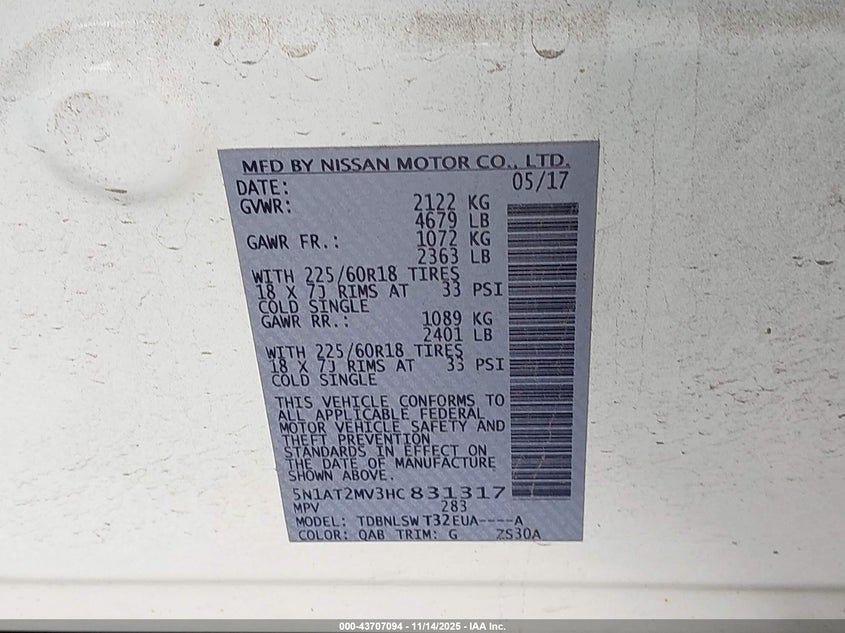 MFD BY NISSAN MOTOR CO., LTD.
DATE: 05/17
GVWR: 2122 KG
4679 LB
GAWR FR.: 1072 KG
2363 LB
WITH 225/60R18 TIRES
18 X 7J RIMS AT 33 PSI
COLD SINGLE
GAWR RR.: 1089 KG
2401 LB
WITH 225/60R18 TIRES
18 X 7J RIMS AT 33 PSI
COLD SINGLE
THIS VEHICLE CONFORMS TO
ALL APPLICABLE FEDERAL
MOTOR VEHICLE SAFETY AND
THEFT PREVENTION
STANDARDS IN EFFECT ON
THE DATE OF MANUFACTURE
SHOWN ABOVE.
5N1AT2MV3HC831317
MPV 283
MODEL: TDBNLSWT32EUA----A
COLOR: QAB TRIM: G ZS30A
000-43707094 - 11/14/2025 - IAA Inc.